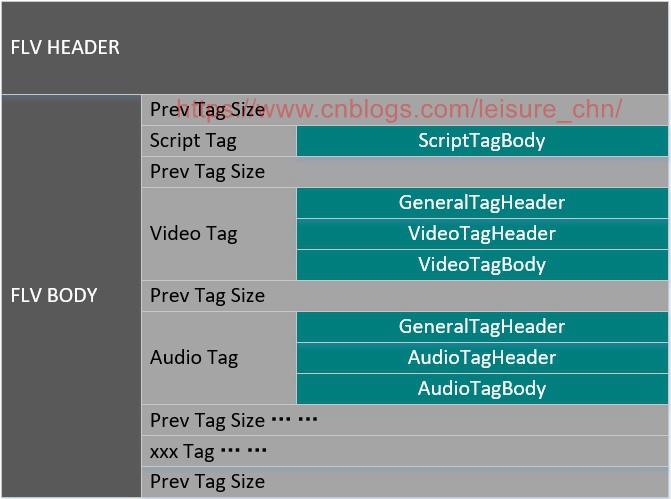 FLV HEADER
https://www.cnblogs.com/leisure_chn/
FLV BODY
Prev Tag Size
Script Tag
ScriptTagBody
Prev Tag Size
Video Tag
GeneralTagHeader
VideoTagHeader
VideoTagBody
Prev Tag Size
Audio Tag
GeneralTagHeader
AudioTagHeader
AudioTagBody
Prev Tag Size ··· ···
xxx Tag ··· ···
Prev Tag Size